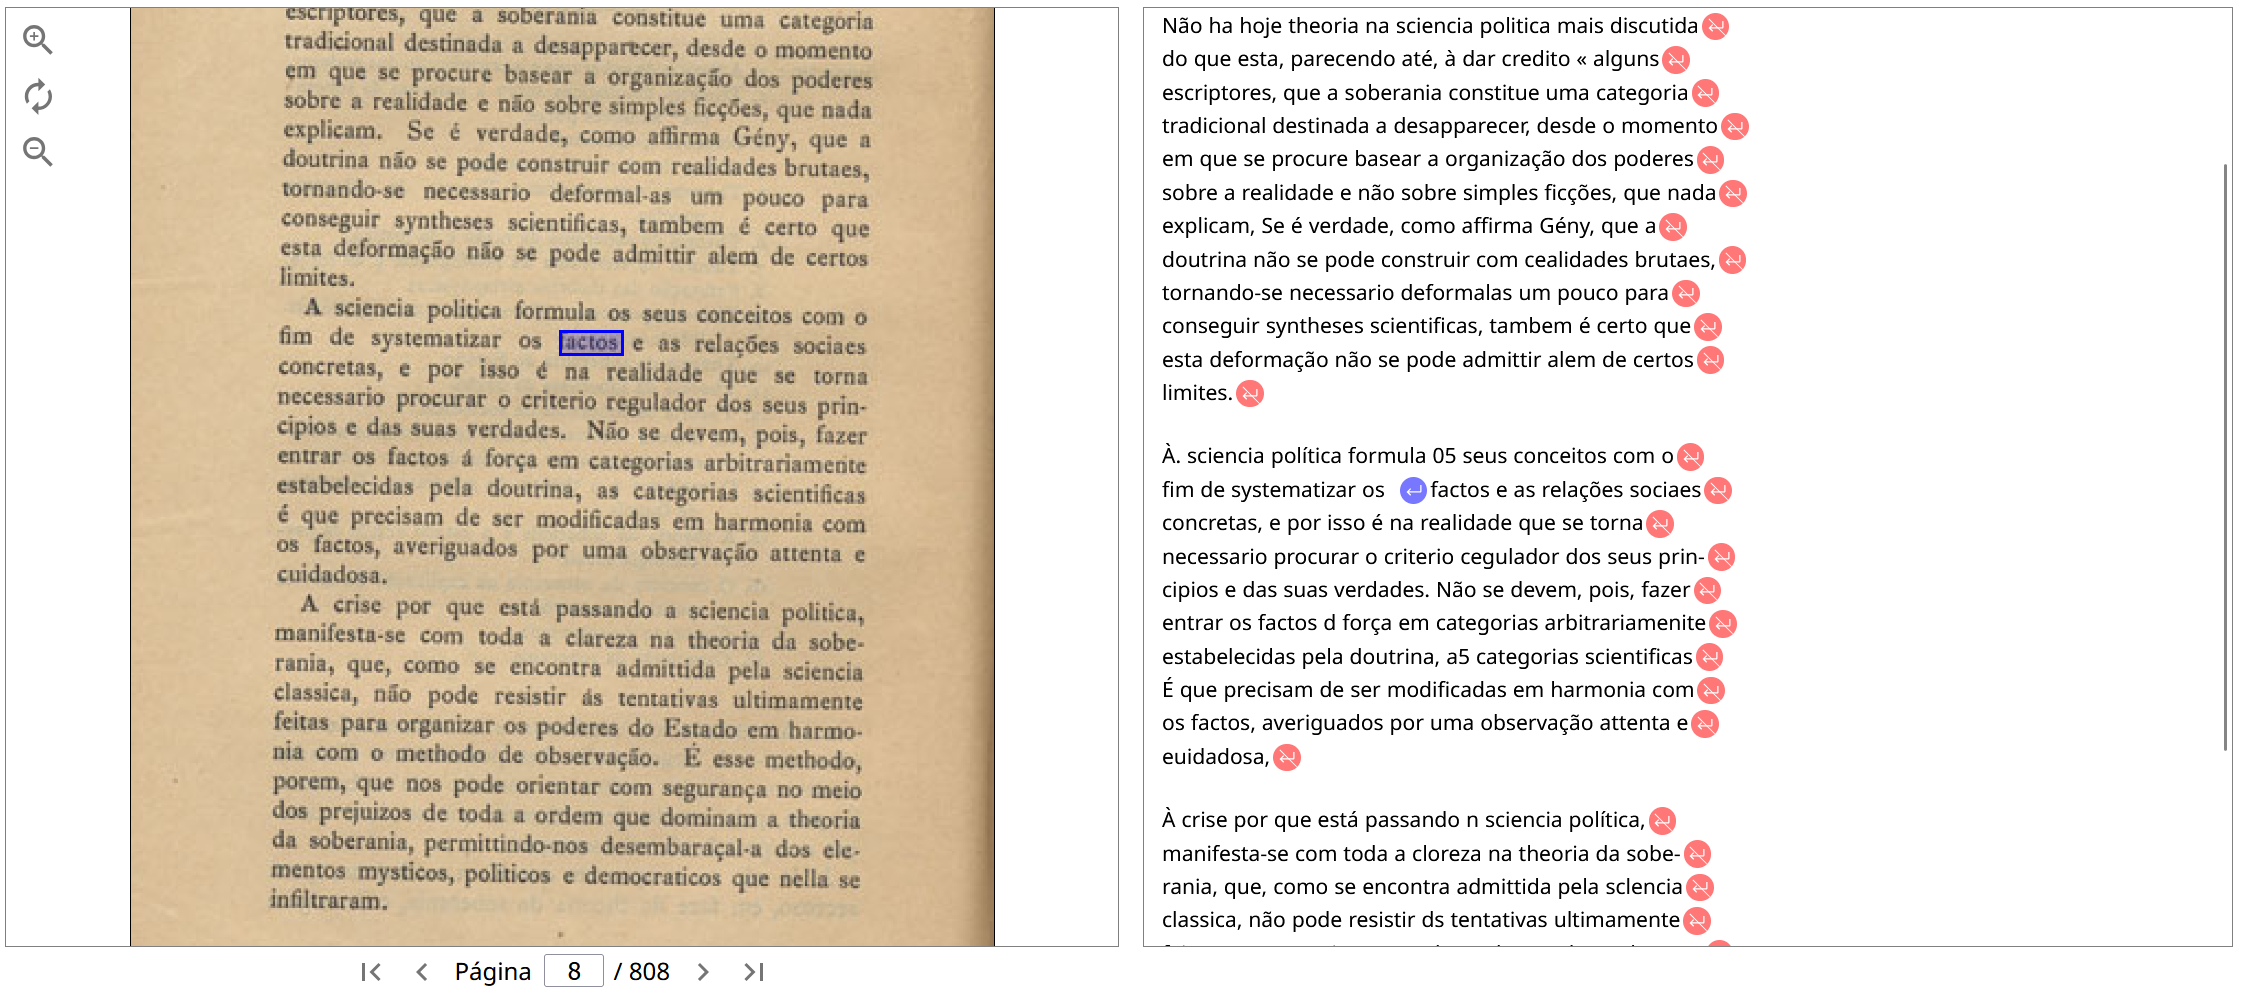 escriptores, que a soberania constitue uma categoria
tradicional destinada a desapparecer, desde o momento
em que se procure basear a organização dos poderes
sobre a realidade e não sobre simples ficções, que nada
explicam. Se é verdade, como affirma Gény, que a
doutrina não se pode construir com realidades brutaes,
tornando-se necessario deformal-as um pouco para
conseguir syntheses scientificas, tambem é certo que
esta deformação não se pode admittir alem de certos
limites.
A sciencia politica formula os seus conceitos com o
fim de systematizar os factos e as relações sociaes
concretas, e por isso é na realidade que se torna
necessario procurar o criterio regulador dos seus prin-
cipios e das suas verdades. Não se devem, pois, fazer
entrar os factos á força em categorias arbitrariamente
estabelecidas pela doutrina, as categorias scientificas
é que precisam de ser modificadas em harmonia com
os factos, averiguados por uma observação attenta e
cuidadosa.
A crise por que está passando a sciencia politica,
manifesta-se com toda a clareza na theoria da sobe-
rania, que, como se encontra admittida pela sciencia
classica, não pode resistir ás tentativas ultimamente
feitas para organizar os poderes do Estado em harmo-
nia com o methodo de observação. É esse methodo,
porem, que nos pode orientar com segurança no meio
dos prejuizos de toda a ordem que dominam a theoria
da soberania, permittindo-nos desembaraçal-a dos ele-
mentos mysticos, politicos e democraticos que nella se
infiltraram.
Página 8 / 808
Não ha hoje theoria na sciencia politica mais discutida
do que esta, parecendo até, à dar credito « alguns
escriptores, que a soberania constitue uma categoria
tradicional destinada a desapparecer, desde o momento
em que se procure basear a organização dos poderes
sobre a realidade e não sobre simples ficções, que nada
explicam, Se é verdade, como affirma Gény, que a
doutrina não se pode construir com cealidades brutaes,
tornando-se necessario deformalas um pouco para
conseguir syntheses scientificas, tambem é certo que
esta deformação não se pode admittir alem de certos
limites.
À. sciencia política formula 05 seus conceitos com o
fim de systematizar os factos e as relações sociaes
concretas, e por isso é na realidade que se torna
necessario procurar o criterio cegulador dos seus prin-
cipios e das suas verdades. Não se devem, pois, fazer
entrar os factos d força em categorias arbitrariamenite
estabelecidas pela doutrina, a5 categorias scientificas
É que precisam de ser modificadas em harmonia com
os factos, averiguados por uma observação attenta e
euidadosa,
À crise por que está passando n sciencia política,
manifesta-se com toda a cloreza na theoria da sobe-
rania, que, como se encontra admittida pela sclencia
classica, não pode resistir ds tentativas ultimamente